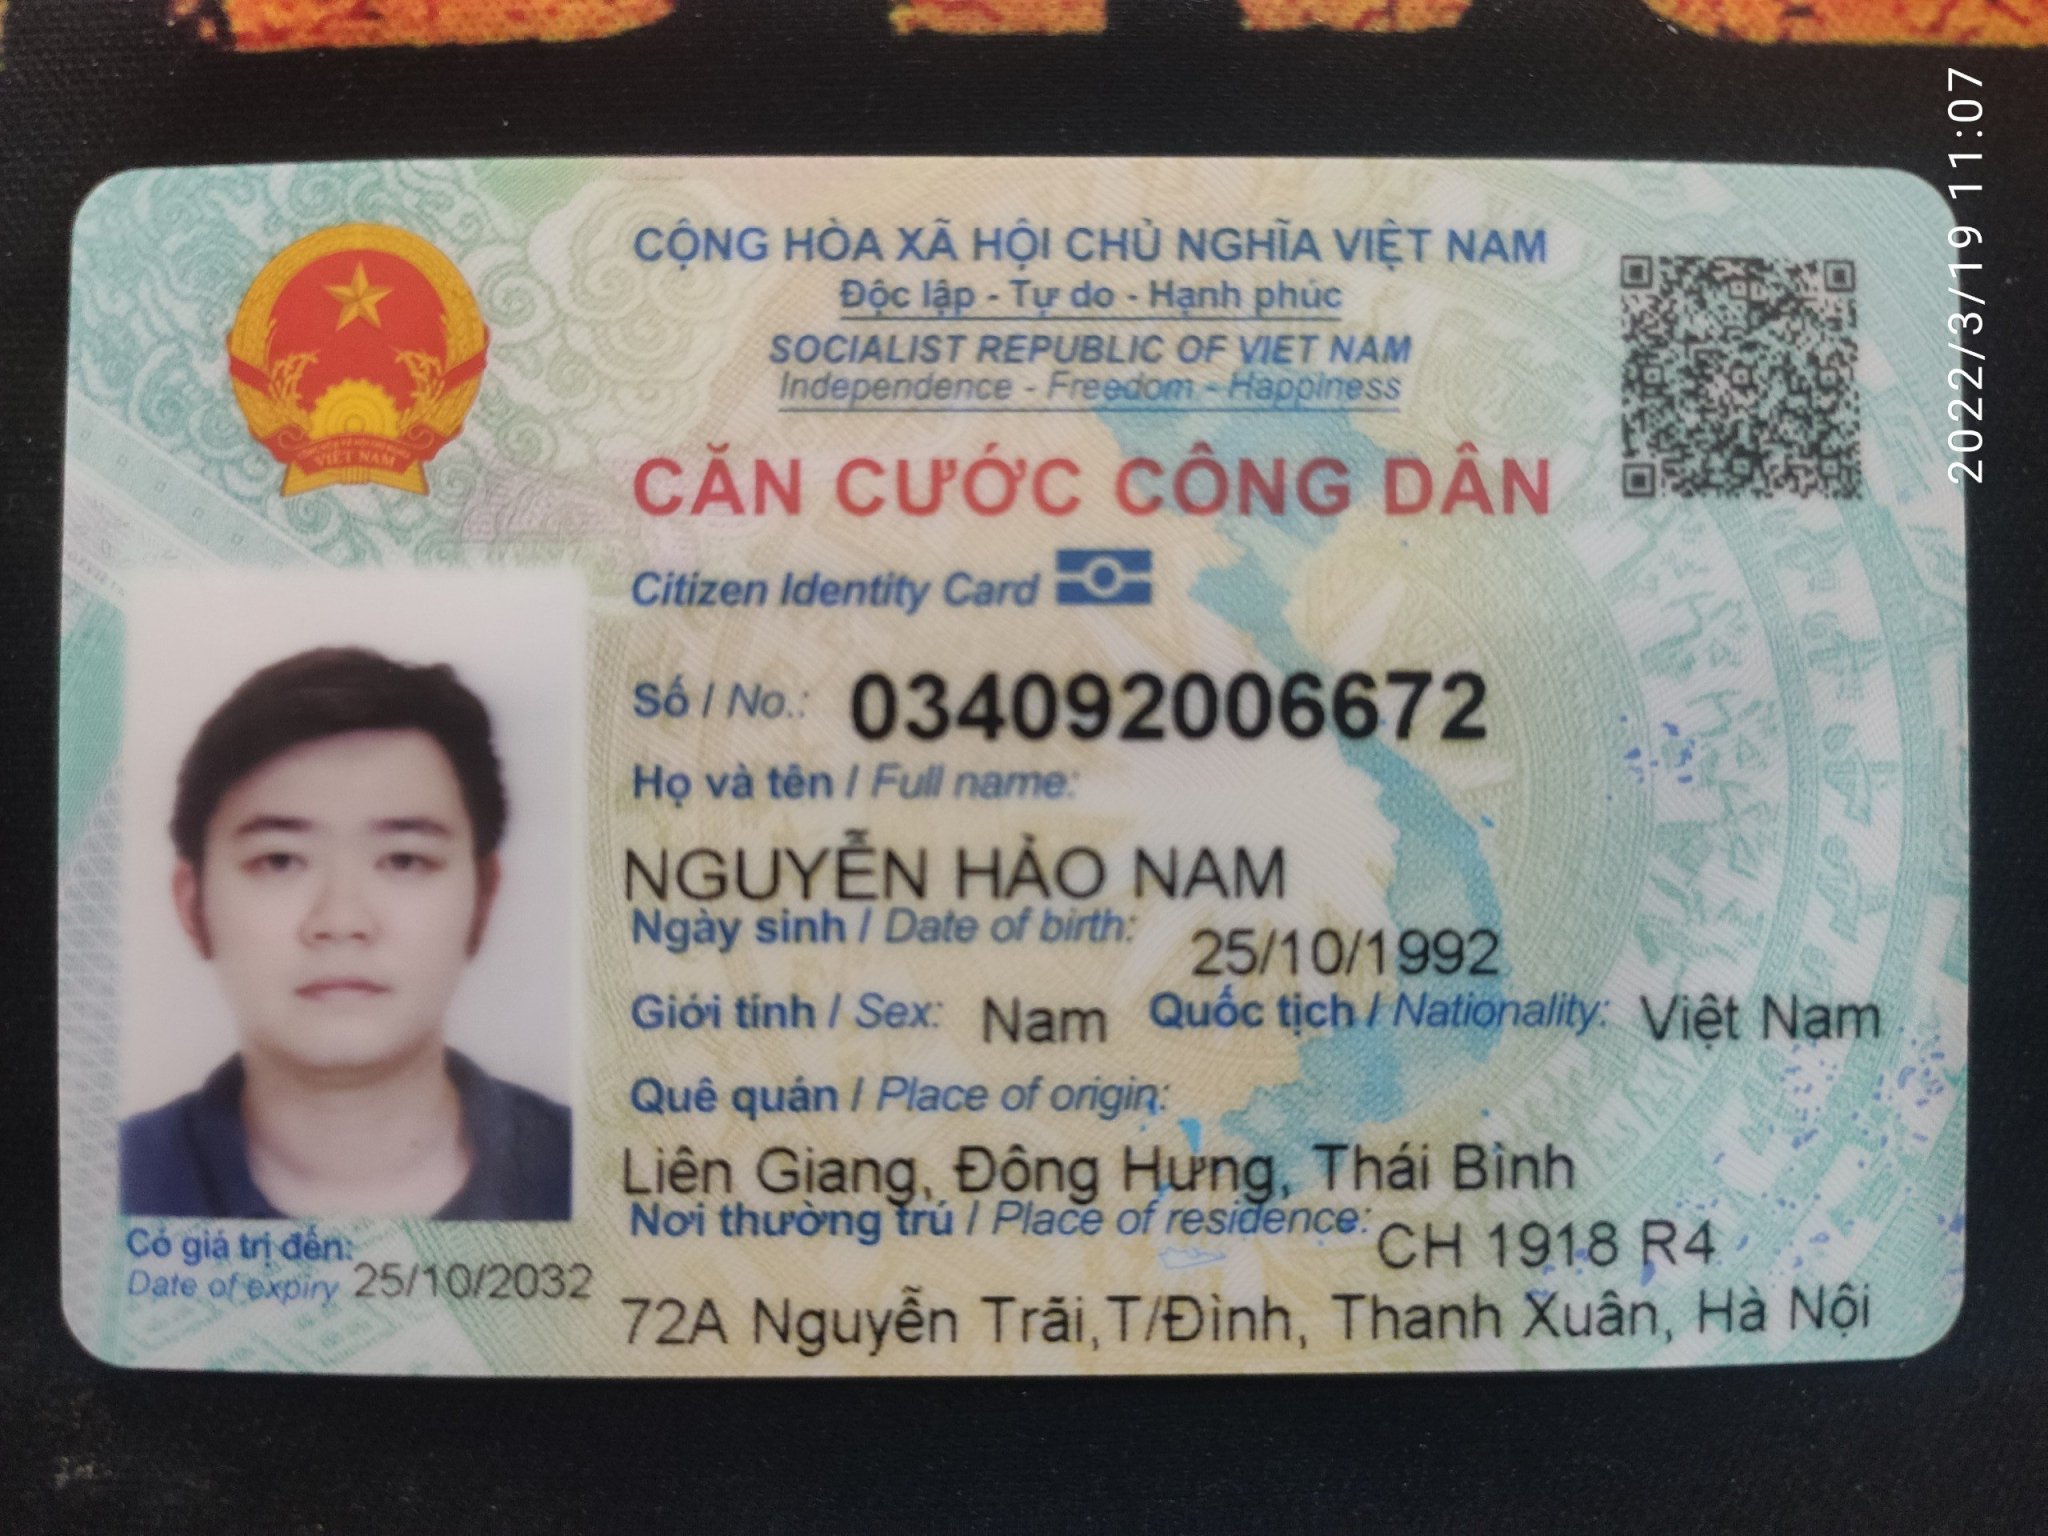 CỘNG HÒA XÃ HỘI CHỦ NGHĨA VIỆT NAM
Độc lập - Tự do - Hạnh phúc
SOCIALIST REPUBLIC OF VIET NAM
Independence - Freedom - Happiness
CĂN CƯỚC CÔNG DÂN
Citizen Identity Card
Số / No.: 034092006672
Họ và tên / Full name:
NGUYỄN HẢO NAM
Ngày sinh / Date of birth: 25/10/1992
Giới tính / Sex: Nam Quốc tịch / Nationality: Việt Nam
Quê quán / Place of origin:
Liên Giang, Đông Hưng, Thái Bình
Nơi thường trú / Place of residence: CH 1918 R4
72A Nguyễn Trãi,T/Đình, Thanh Xuân, Hà Nội
Có giá trị đến:
Date of expiry 25/10/2032
VIỆT NAM
2022/3/19 11:07